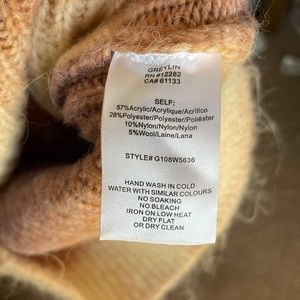 GREYLIN
RN#12282
CA# 61133
SELF:
57%Acrylic/Acrylique/Acrítico
28%Polyester/Polyester/Poliéster
10%Nylon/Nylon/Nylon
5%Wool/Laine/Lana
STYLE# G108W5636
HAND WASH IN COLD
WATER WITH SIMILAR COLOURS
NO SOAKING
NO BLEACH
IRON ON LOW HEAT
DRY FLAT
OR DRY CLEAN